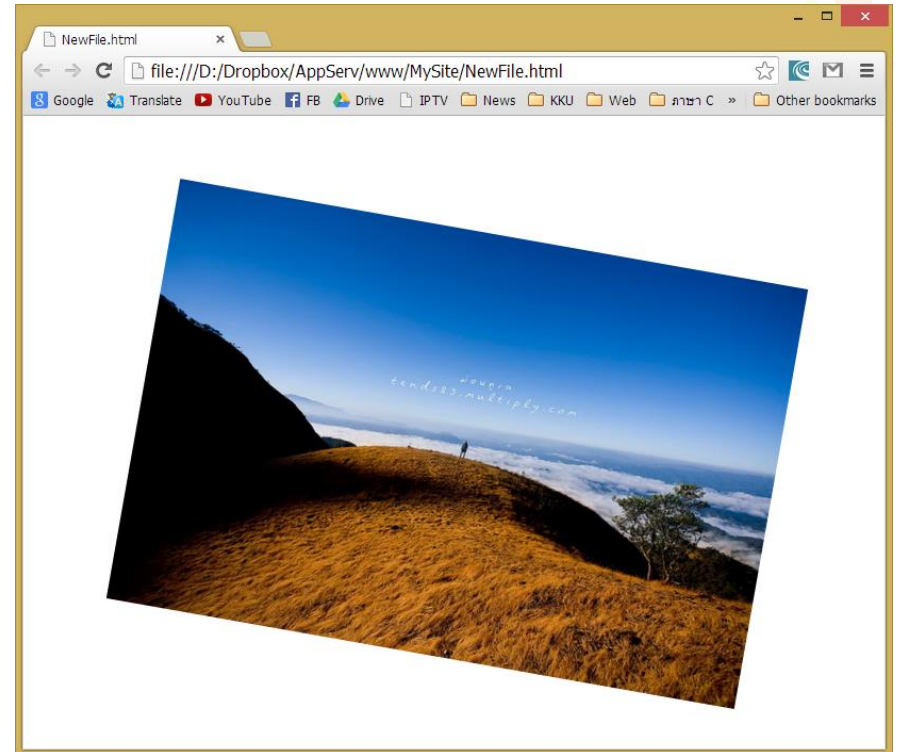 NewFile.html
file:///D:/Dropbox/AppServ/www/MySite/NewFile.html
Google Translate YouTube FB Drive IPTV News KKU Web ภาษา C » Other bookmarks
tends83.multiply.com